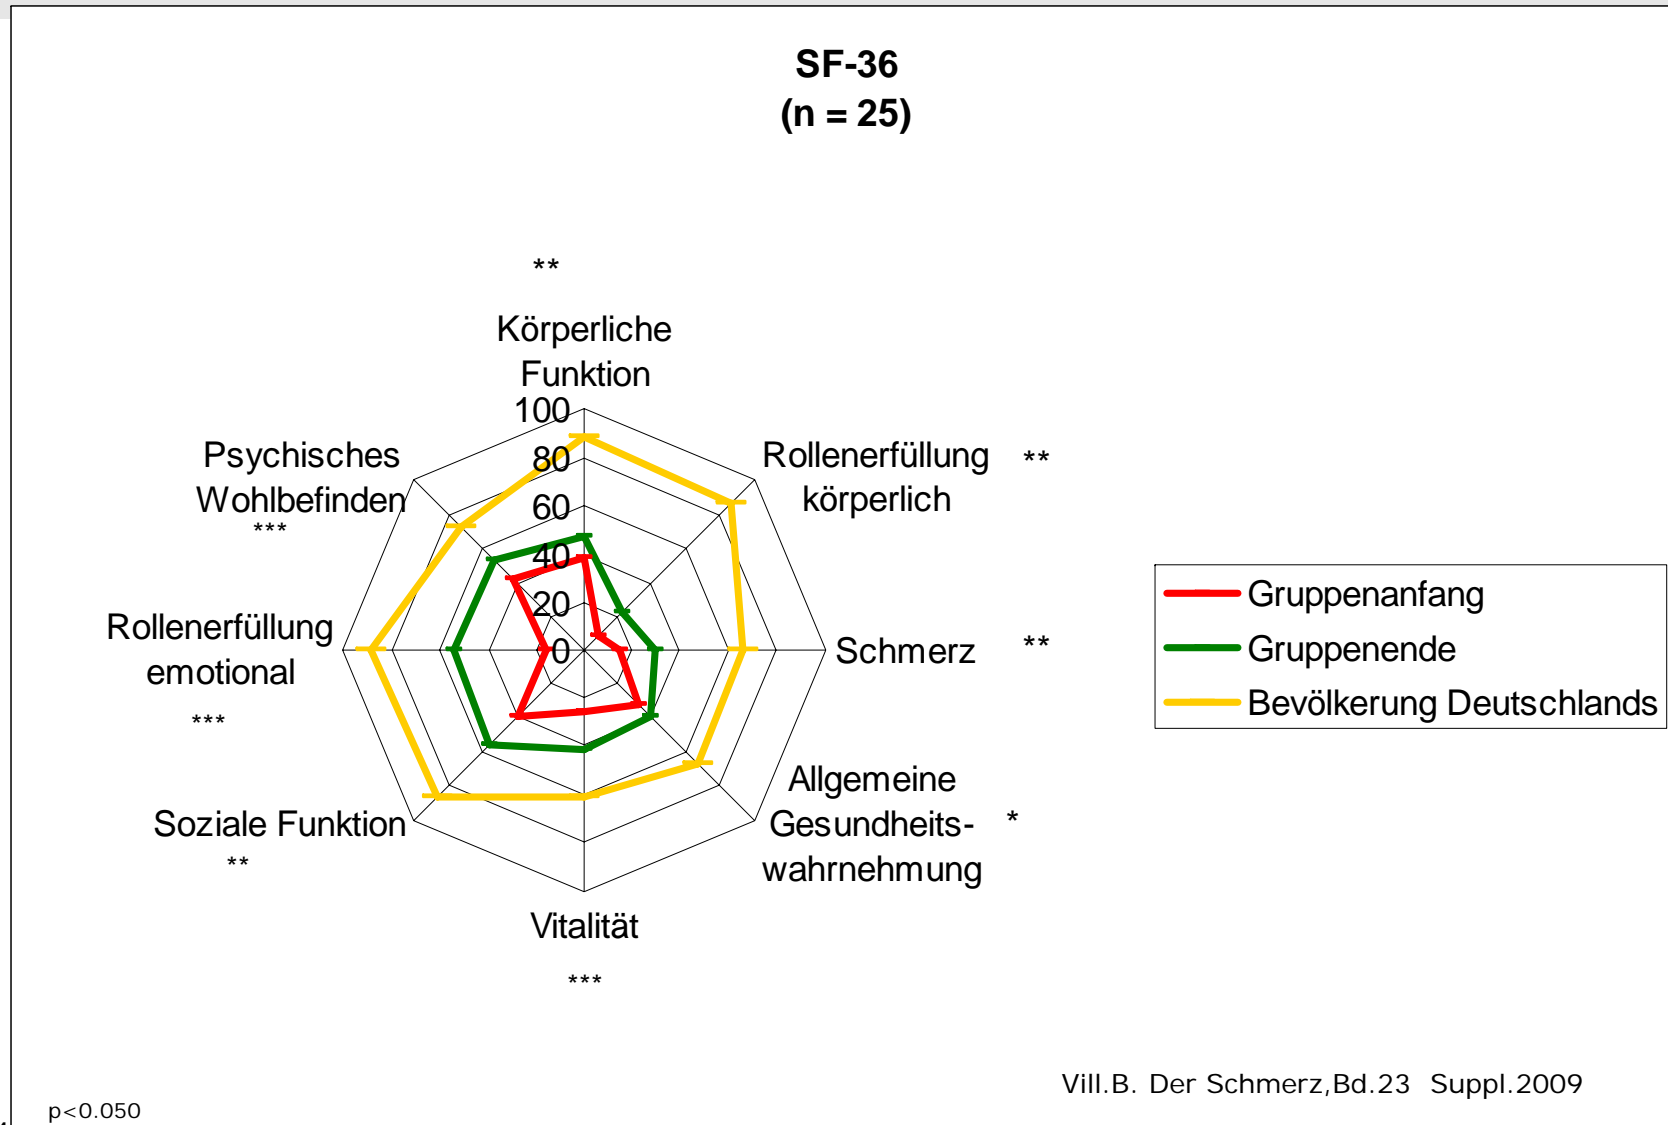 SF-36
(n = 25)
**
Körperliche
Funktion
100
80
60
40
20
0
Rollenerfüllung **
körperlich
Schmerz **
Allgemeine
Gesundheits- *
wahrnehmung
Vitalität
***
Soziale Funktion
**
Rollenerfüllung
emotional
***
Psychisches
Wohlbefinden
***
Gruppenanfang
Gruppenende
Bevölkerung Deutschlands
Vill.B. Der Schmerz,Bd.23 Suppl.2009
p<0.050